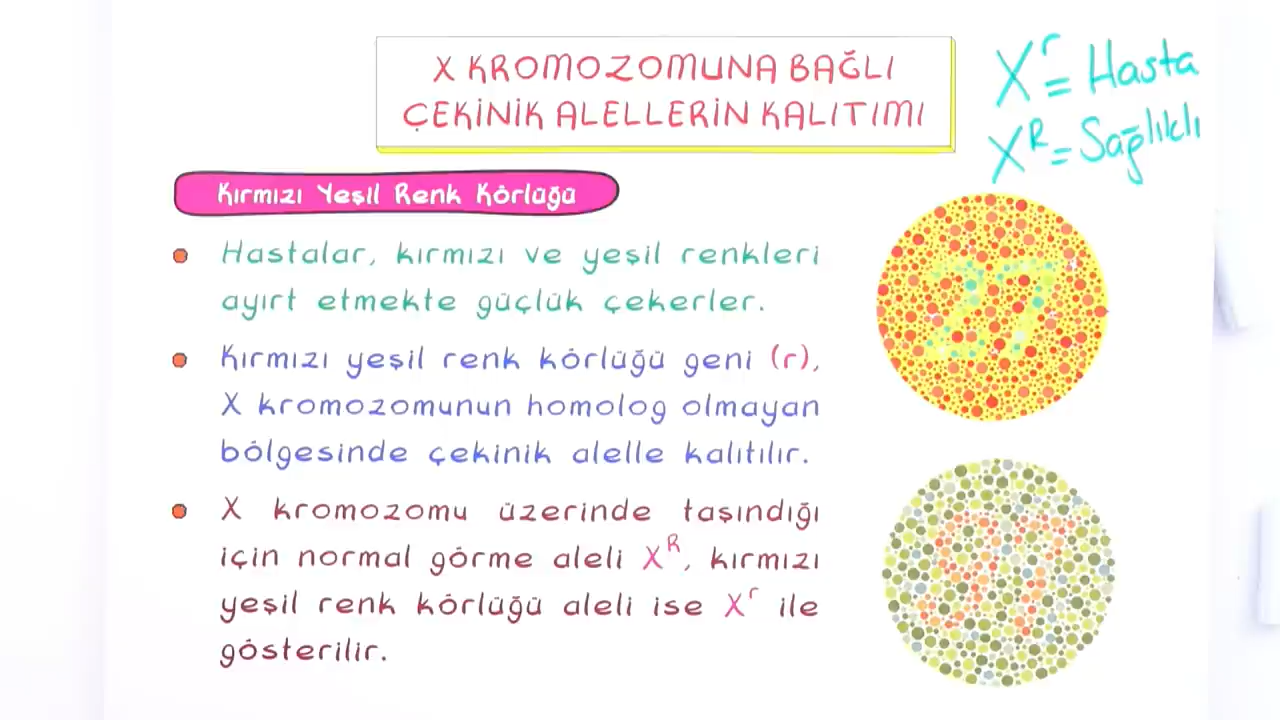 X KROMOZOMUNA BAĞLI
ÇEKİNİK ALELLERİN KALITIMI
X^r = Hasta
X^R = Sağlıklı
Kırmızı Yeşil Renk Körlüğü
Hastalar, kırmızı ve yeşil renkleri
ayırt etmekte güçlük çekerler.
Kırmızı yeşil renk körlüğü geni (r),
X kromozomunun homolog olmayan
bölgesinde çekinik alelle kalıtılır.
X kromozomu üzerinde taşındığı
için normal görme aleli X^R, kırmızı
yeşil renk körlüğü aleli ise X^r ile
gösterilir.
27
97